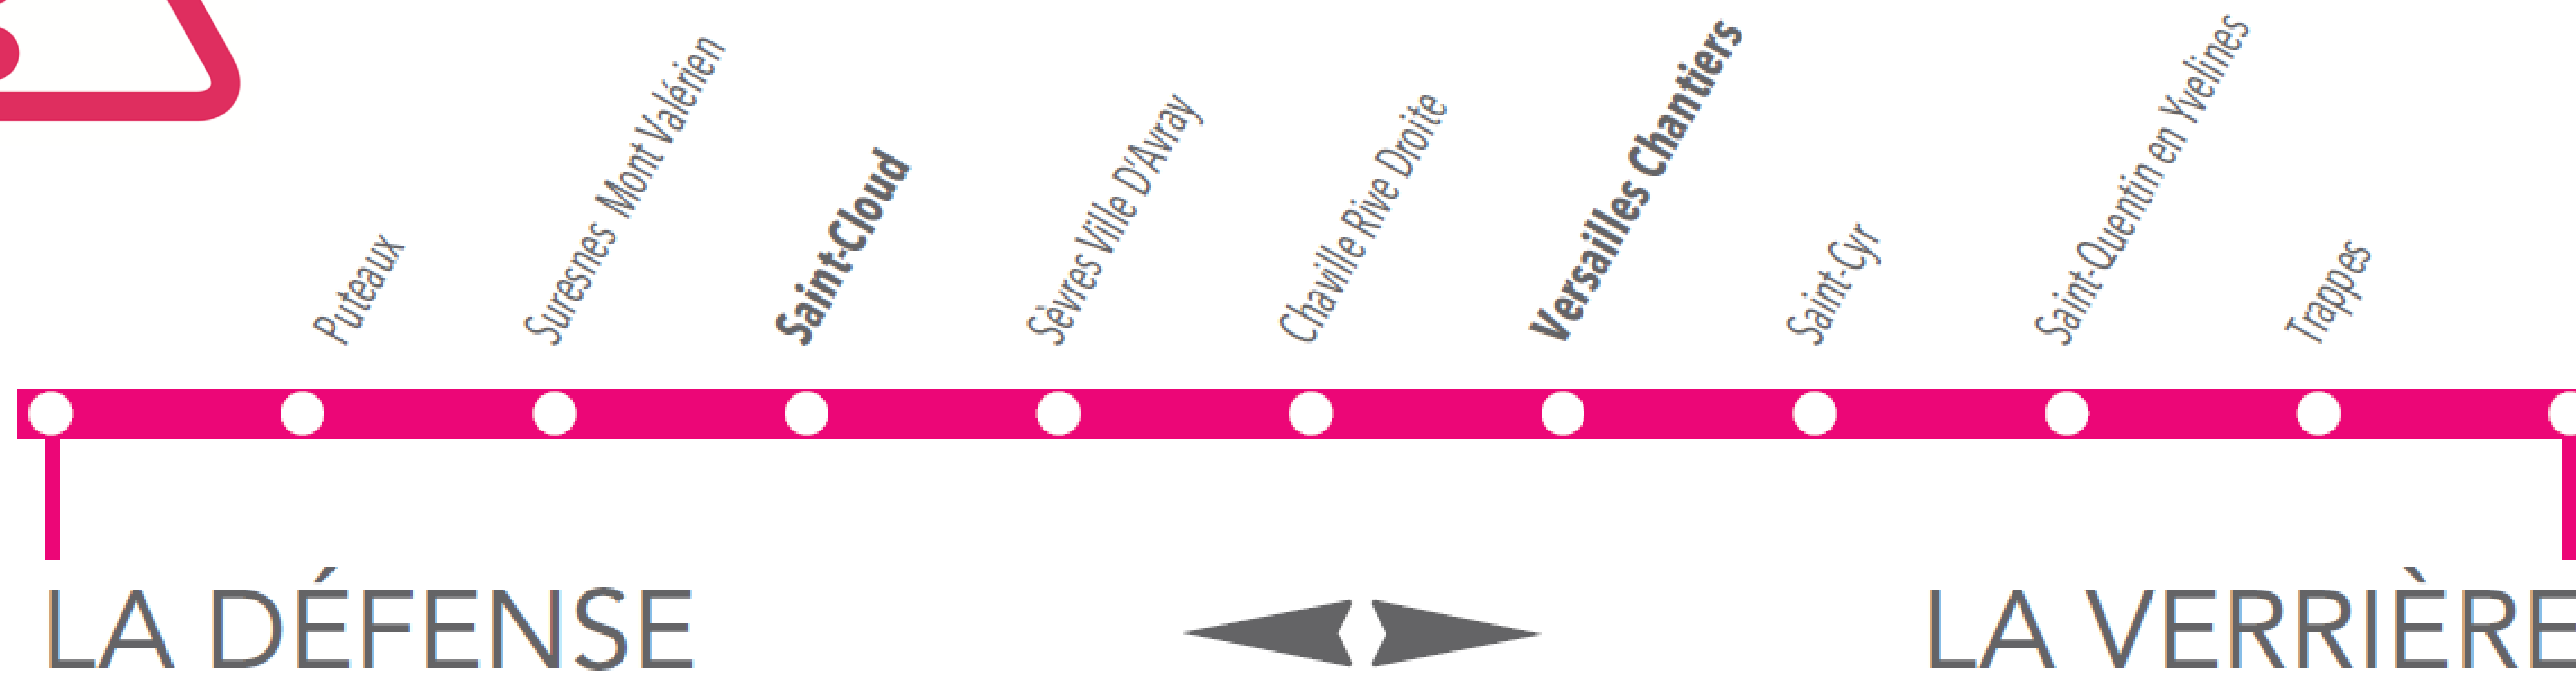 Puteaux
Suresnes Mont Valérien
Saint-Cloud
Sèvres Ville D'Avray
Chaville Rive Droite
Versailles Chantiers
Saint-Cyr
Saint-Quentin en Yvelines
Trappes
LA DÉFENSE
LA VERRIÈRE